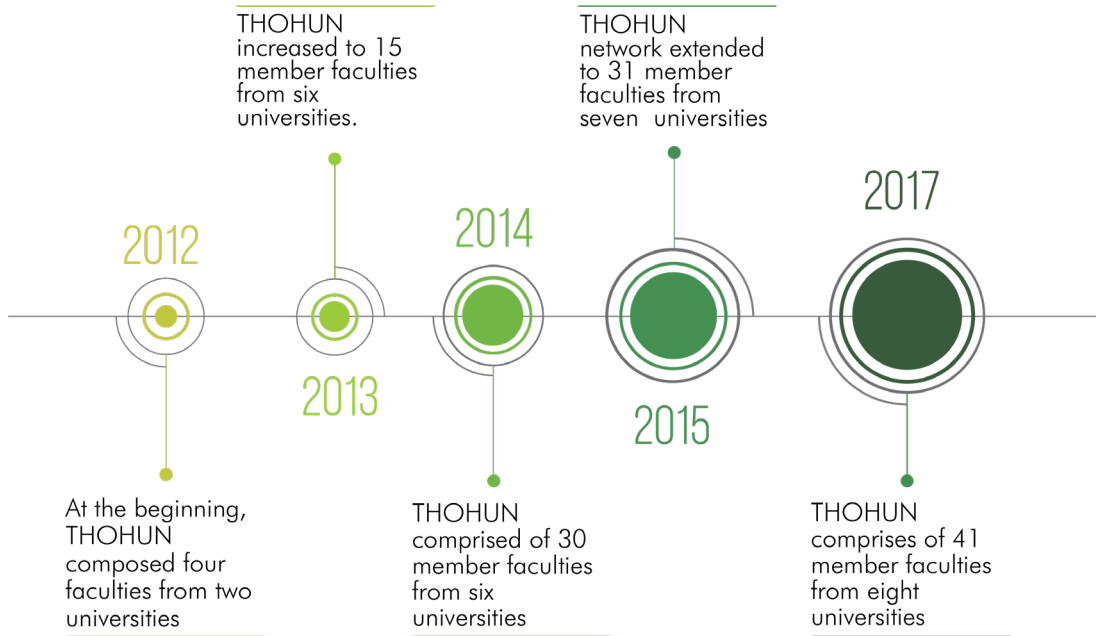 2012
At the beginning,
THOHUN
composed four
faculties from two
universities
THOHUN
increased to 15
member faculties
from six
universities.
2013
2014
THOHUN
comprised of 30
member faculties
from six
universities
THOHUN
network extended
to 31 member
faculties from
seven  universities
2015
2017
THOHUN
comprises of 41
member faculties
from eight
universities